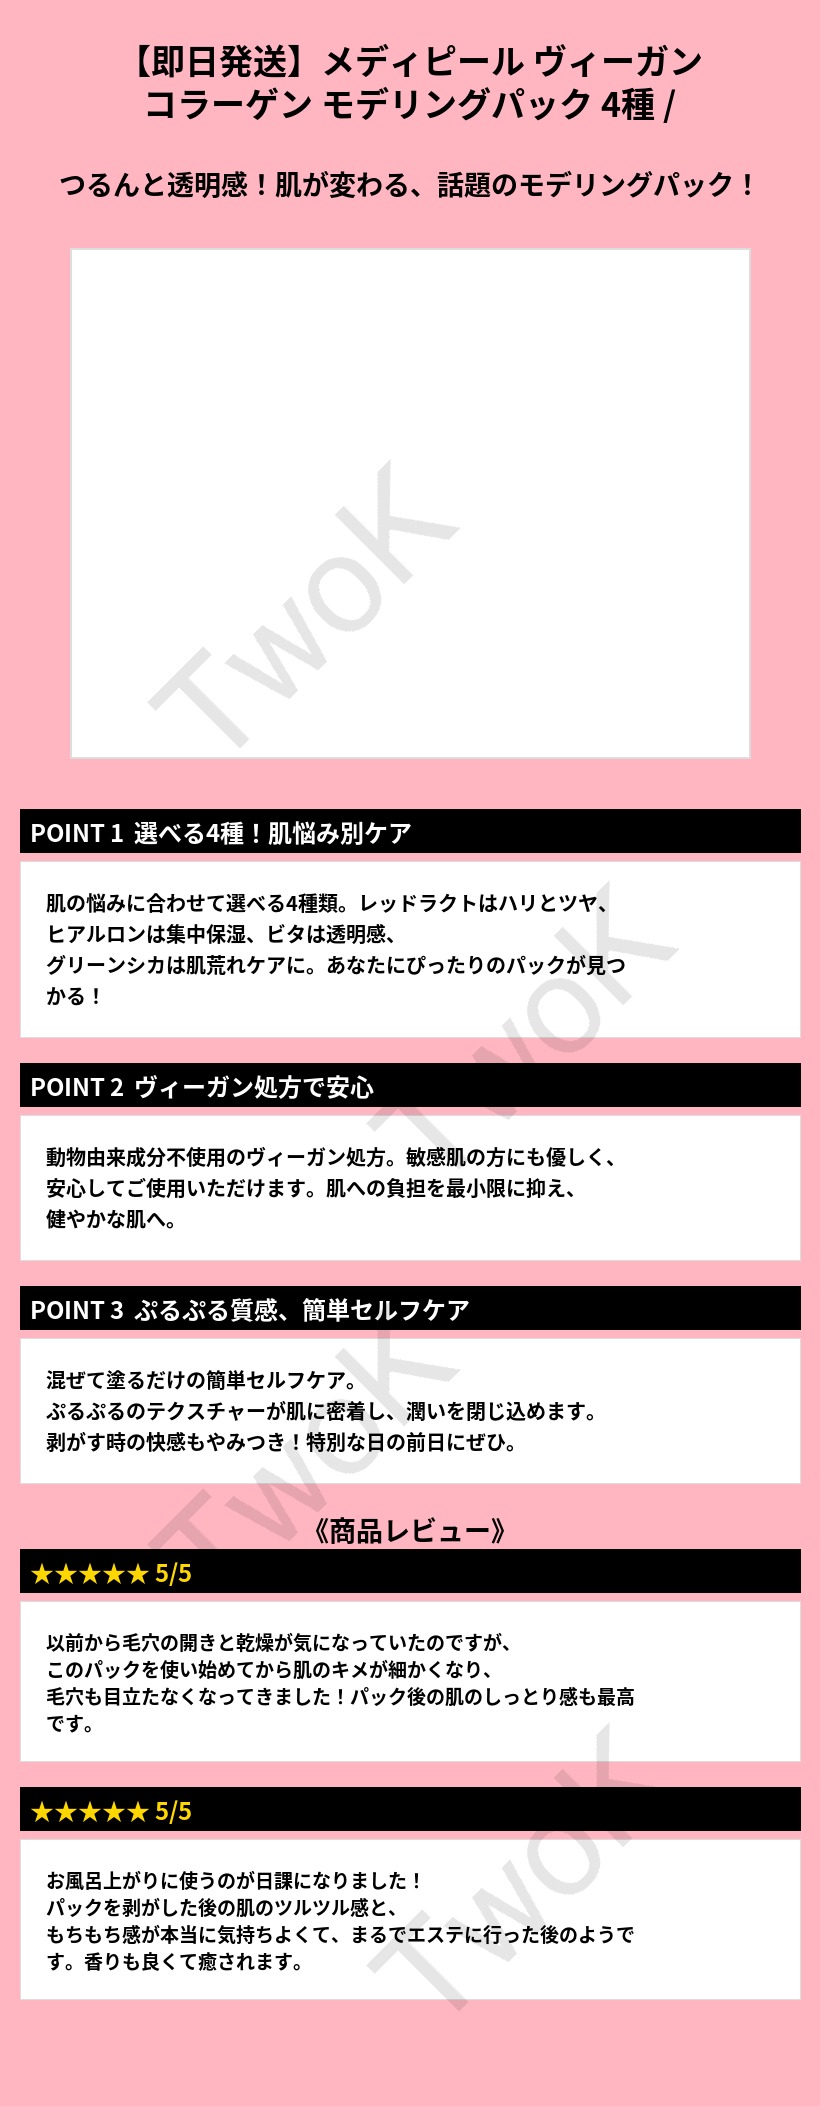 【即日発送】メディピール ヴィーガン
コラーゲン モデリングパック 4種 /
つるんと透明感！肌が変わる、話題のモデリングパック！
TwoK
POINT 1 選べる4種！肌悩み別ケア
肌の悩みに合わせて選べる4種類。レッドラクトはハリとツヤ、
ヒアルロンは集中保湿、ビタは透明感、
グリーンシカは肌荒れケアに。あなたにぴったりのパックが見つ
かる！
TwoK
POINT 2 ヴィーガン処方で安心
動物由来成分不使用のヴィーガン処方。敏感肌の方にも優しく、
安心してご使用いただけます。肌への負担を最小限に抑え、
健やかな肌へ。
POINT 3 ぷるぷる質感、簡単セルフケア
混ぜて塗るだけの簡単セルフケア。
ぷるぷるのテクスチャーが肌に密着し、潤いを閉じ込めます。
剥がす時の快感もやみつき！特別な日の前日にぜひ。
TwoK
《商品レビュー》
★★★★★ 5/5
以前から毛穴の開きと乾燥が気になっていたのですが、
このパックを使い始めてから肌のキメが細かくなり、
毛穴も目立たなくなってきました！パック後の肌のしっとり感も最高
です。
★★★★★ 5/5
お風呂上がりに使うのが日課になりました！
パックを剥がした後の肌のツルツル感と、
もちもち感が本当に気持ちよくて、まるでエステに行った後のようで
す。香りも良くて癒されます。
TwoK